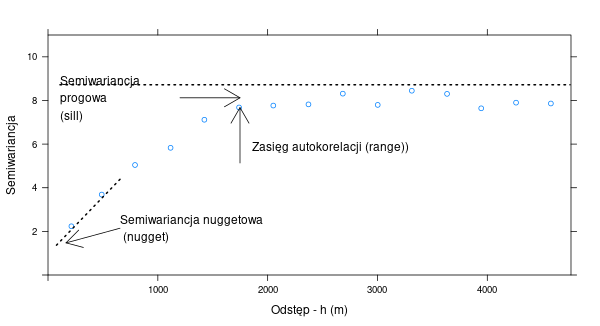 10
8
6
4
2
Semiwariancja
Semiwariancja
progowa
(sill)
Zasięg autokorelacji (range))
Semiwariancja nuggetowa
(nugget)
1000 2000 3000 4000
Odstęp - h (m)